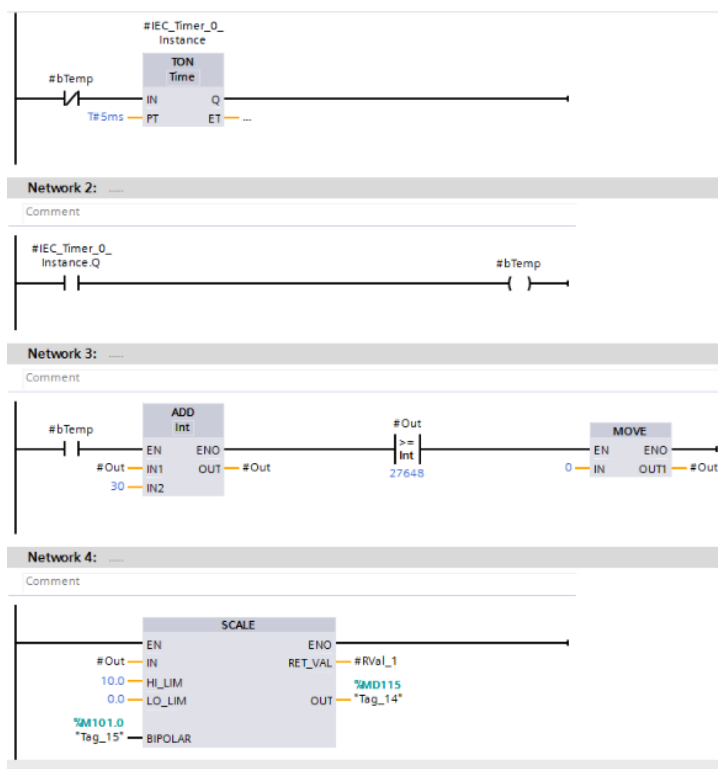 #IEC_Timer_0_
Instance
TON
Time
#bTemp
IN Q
T#5ms PT ET ...
Network 2: .....
Comment
#IEC_Timer_0_
Instance.Q
#bTemp
Network 3: .....
Comment
#bTemp
ADD
Int
EN ENO
#Out IN1 OUT #Out
30 IN2
#Out
>=
Int
27648
MOVE
EN ENO
0 IN OUT1 #Out
Network 4: .....
Comment
SCALE
EN ENO
#Out IN RET_VAL #RVal_1
10.0 HI_LIM
%MD115
0.0 LO_LIM OUT "Tag_14"
%M101.0
"Tag_15" BIPOLAR